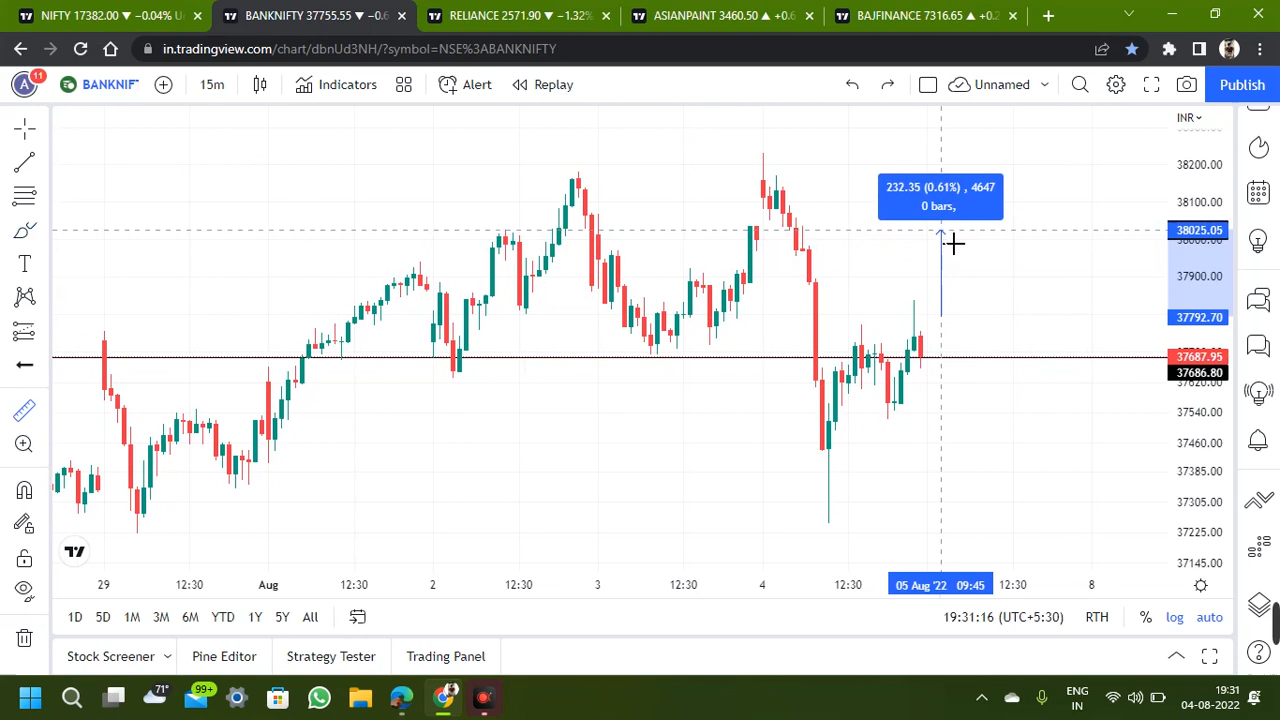 NIFTY 17382.00 ▼ −0.04%
BANKNIFTY 37755.55 ▼ −0.6
RELIANCE 2571.90 ▼ −1.32%
ASIANPAINT 3460.50 ▲ +0.6
BAJFINANCE 7316.65 ▲ +0.2
in.tradingview.com/chart/dbnUd3NH/?symbol=NSE%3ABANKNIFTY
A 11
BANKNIF
15m
Indicators
Alert
Replay
Unnamed
Publish
INR
38200.00
38100.00
38025.05
38000.00
37900.00
37792.70
37687.95
37686.80
37620.00
37540.00
37460.00
37385.00
37305.00
37225.00
37145.00
232.35 (0.61%) , 4647
0 bars,
29
12:30
Aug
12:30
2
12:30
3
12:30
4
12:30
05 Aug '22 09:45
12:30
8
1D 5D 1M 3M 6M YTD 1Y 5Y All
19:31:16 (UTC+5:30)
RTH
%
log
auto
Stock Screener
Pine Editor
Strategy Tester
Trading Panel
71°
99+
ENG
IN
19:31
04-08-2022